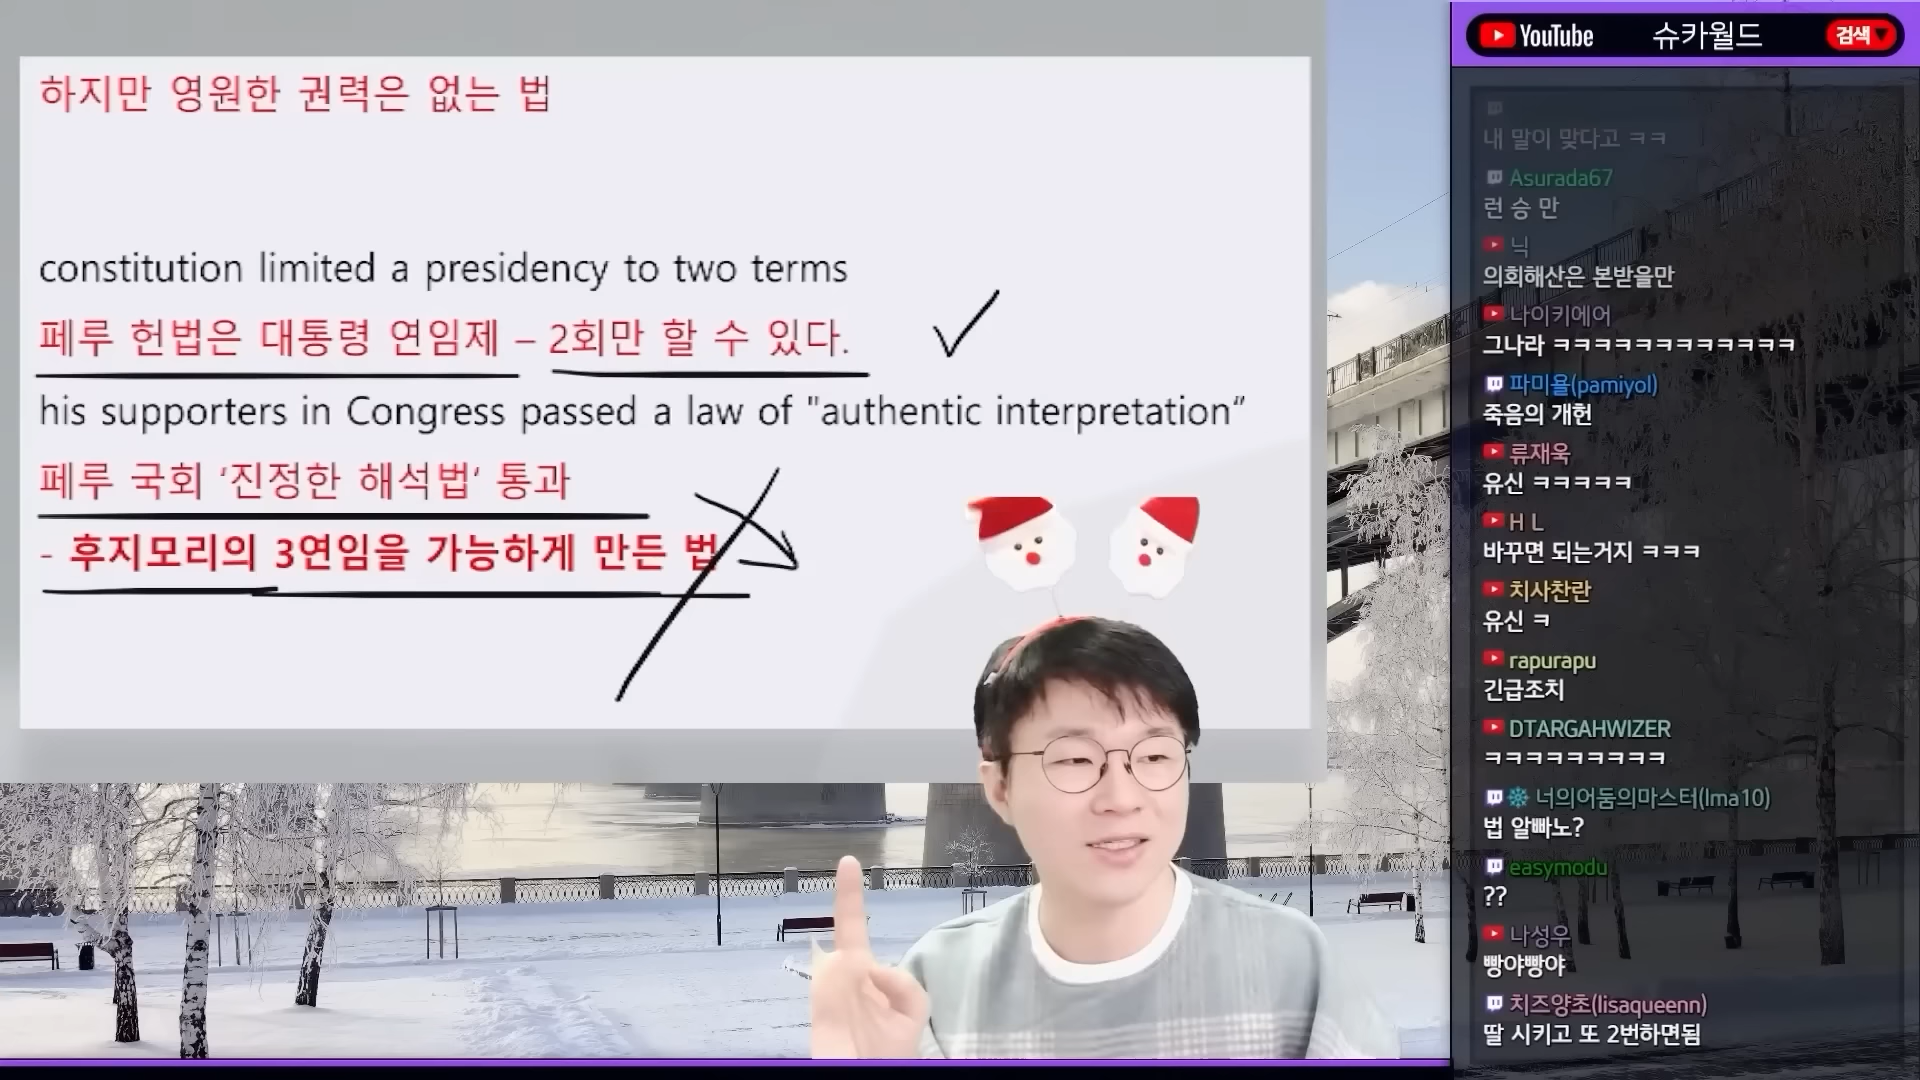 하지만 영원한 권력은 없는 법
constitution limited a presidency to two terms
페루 헌법은 대통령 연임제 – 2회만 할 수 있다.
his supporters in Congress passed a law of "authentic interpretation“
페루 국회 ‘진정한 해석법‘ 통과
- 후지모리의 3연임을 가능하게 만든 법
YouTube 슈카월드 검색
내 말이 맞다고 ㅋㅋ
Asurada67
런 승 만
닉
의회해산은 본받을만
나이키에어
그나라 ㅋㅋㅋㅋㅋㅋㅋㅋㅋㅋㅋㅋ
파미욜(pamiyol)
죽음의 개헌
류재욱
유신 ㅋㅋㅋㅋㅋ
H L
바꾸면 되는거지 ㅋㅋㅋ
치사찬란
유신 ㅋ
rapurapu
긴급조치
DTARGAHWIZER
ㅋㅋㅋㅋㅋㅋㅋㅋㅋ
너의어둠의마스터(lma10)
법 알빠노?
easymodu
??
나성우
빵야빵야
치즈양초(lisaqueenn)
딸 시키고 또 2번하면됨